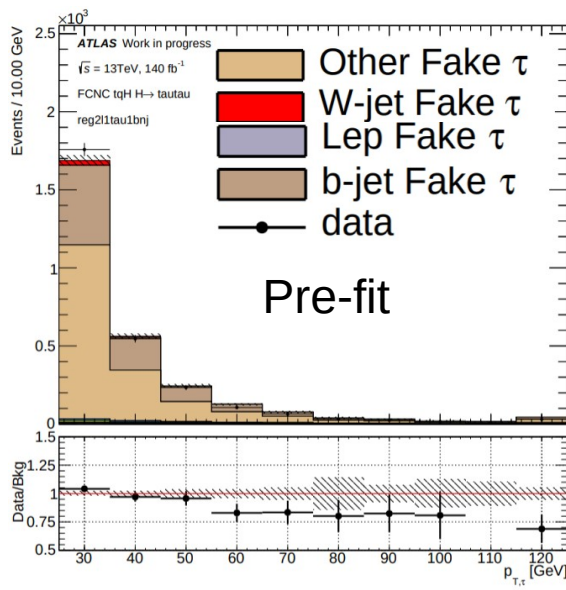 ×10³
Events / 10.00 GeV
2.5
2
1.5
1
0.5
0
ATLAS Work in progress
√s = 13TeV, 140 fb⁻¹
FCNC tqH H→ tautau
reg2l1tau1bnj
Other Fake τ
W-jet Fake τ
Lep Fake τ
b-jet Fake τ
data
Pre-fit
Data/Bkg
1.5
1.25
1
0.75
0.5
30 40 50 60 70 80 90 100 110 120
p_{T,τ} [GeV]